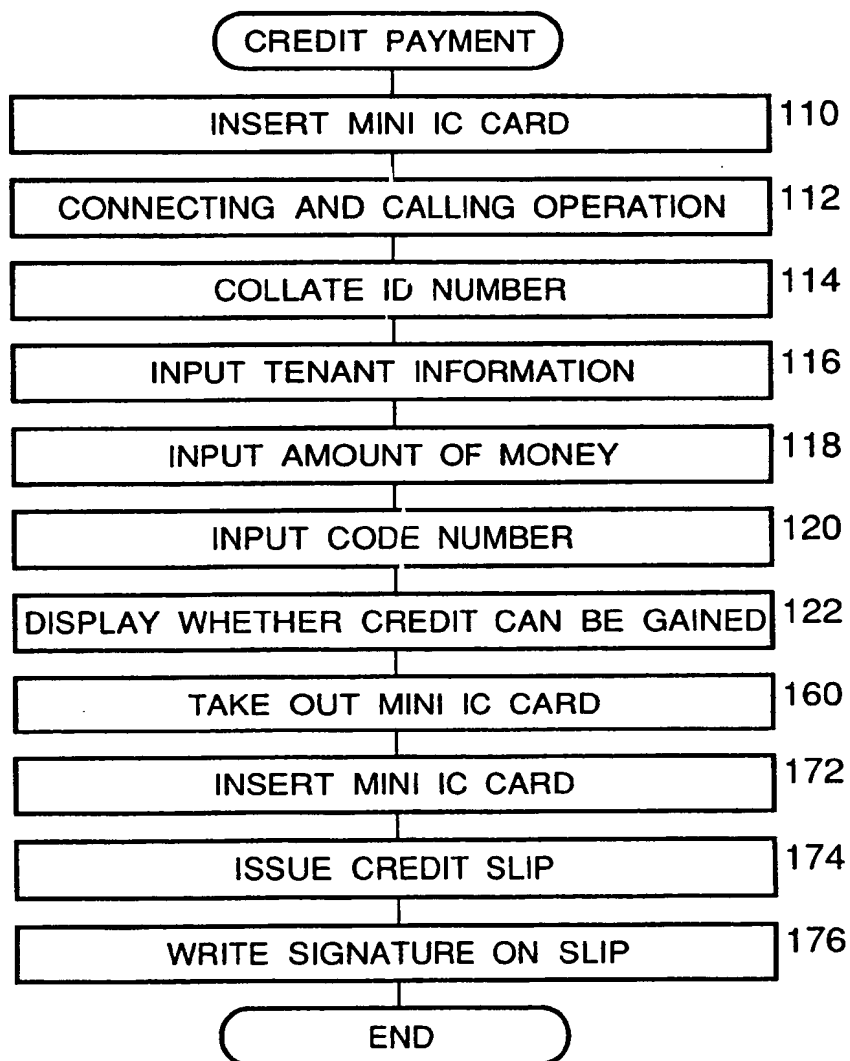 CREDIT PAYMENT
INSERT MINI IC CARD 110
CONNECTING AND CALLING OPERATION 112
COLLATE ID NUMBER 114
INPUT TENANT INFORMATION 116
INPUT AMOUNT OF MONEY 118
INPUT CODE NUMBER 120
DISPLAY WHETHER CREDIT CAN BE GAINED 122
TAKE OUT MINI IC CARD 160
INSERT MINI IC CARD 172
ISSUE CREDIT SLIP 174
WRITE SIGNATURE ON SLIP 176
END